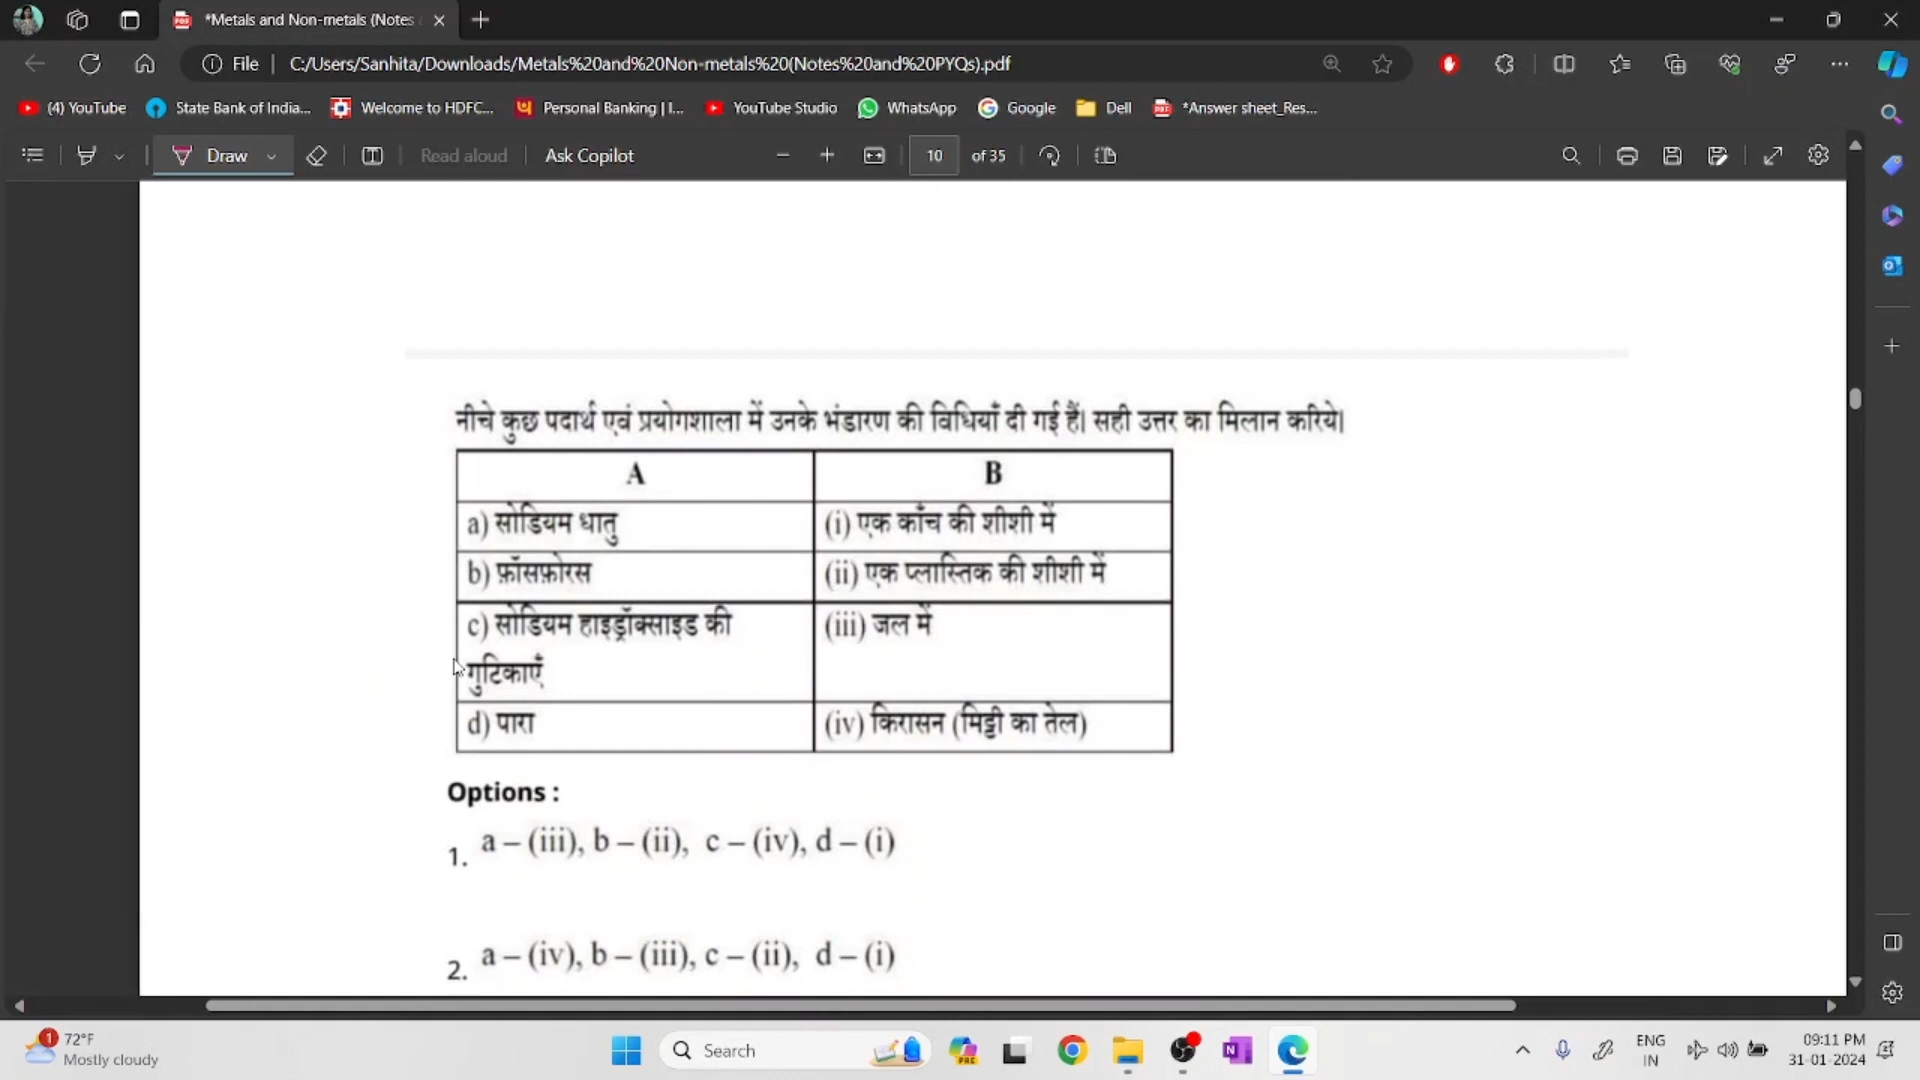 *Metals and Non-metals (Notes
File C:/Users/Sanhita/Downloads/Metals%20and%20Non-metals%20(Notes%20and%20PYQs).pdf
(4) YouTube State Bank of India... Welcome to HDFC... Personal Banking | I... YouTube Studio WhatsApp Google Dell *Answer sheet_Res...
Draw Read aloud Ask Copilot 10 of 35
नीचे कुछ पदार्थ एवं प्रयोगशाला में उनके भंडारण की विधियाँ दी गई हैं। सही उत्तर का मिलान करिये।
A B
a) सोडियम धातु (i) एक काँच की शीशी में
b) फ़ॉसफ़ोरस (ii) एक प्लास्तिक की शीशी में
c) सोडियम हाइड्रॉक्साइड की (iii) जल में
गुटिकाएँ
d) पारा (iv) किरासन (मिट्टी का तेल)
Options :
1. a – (iii), b – (ii), c – (iv), d – (i)
2. a – (iv), b – (iii), c – (ii), d – (i)
1 72°F
Mostly cloudy
Search
PRE
ENG
IN
09:11 PM
31-01-2024